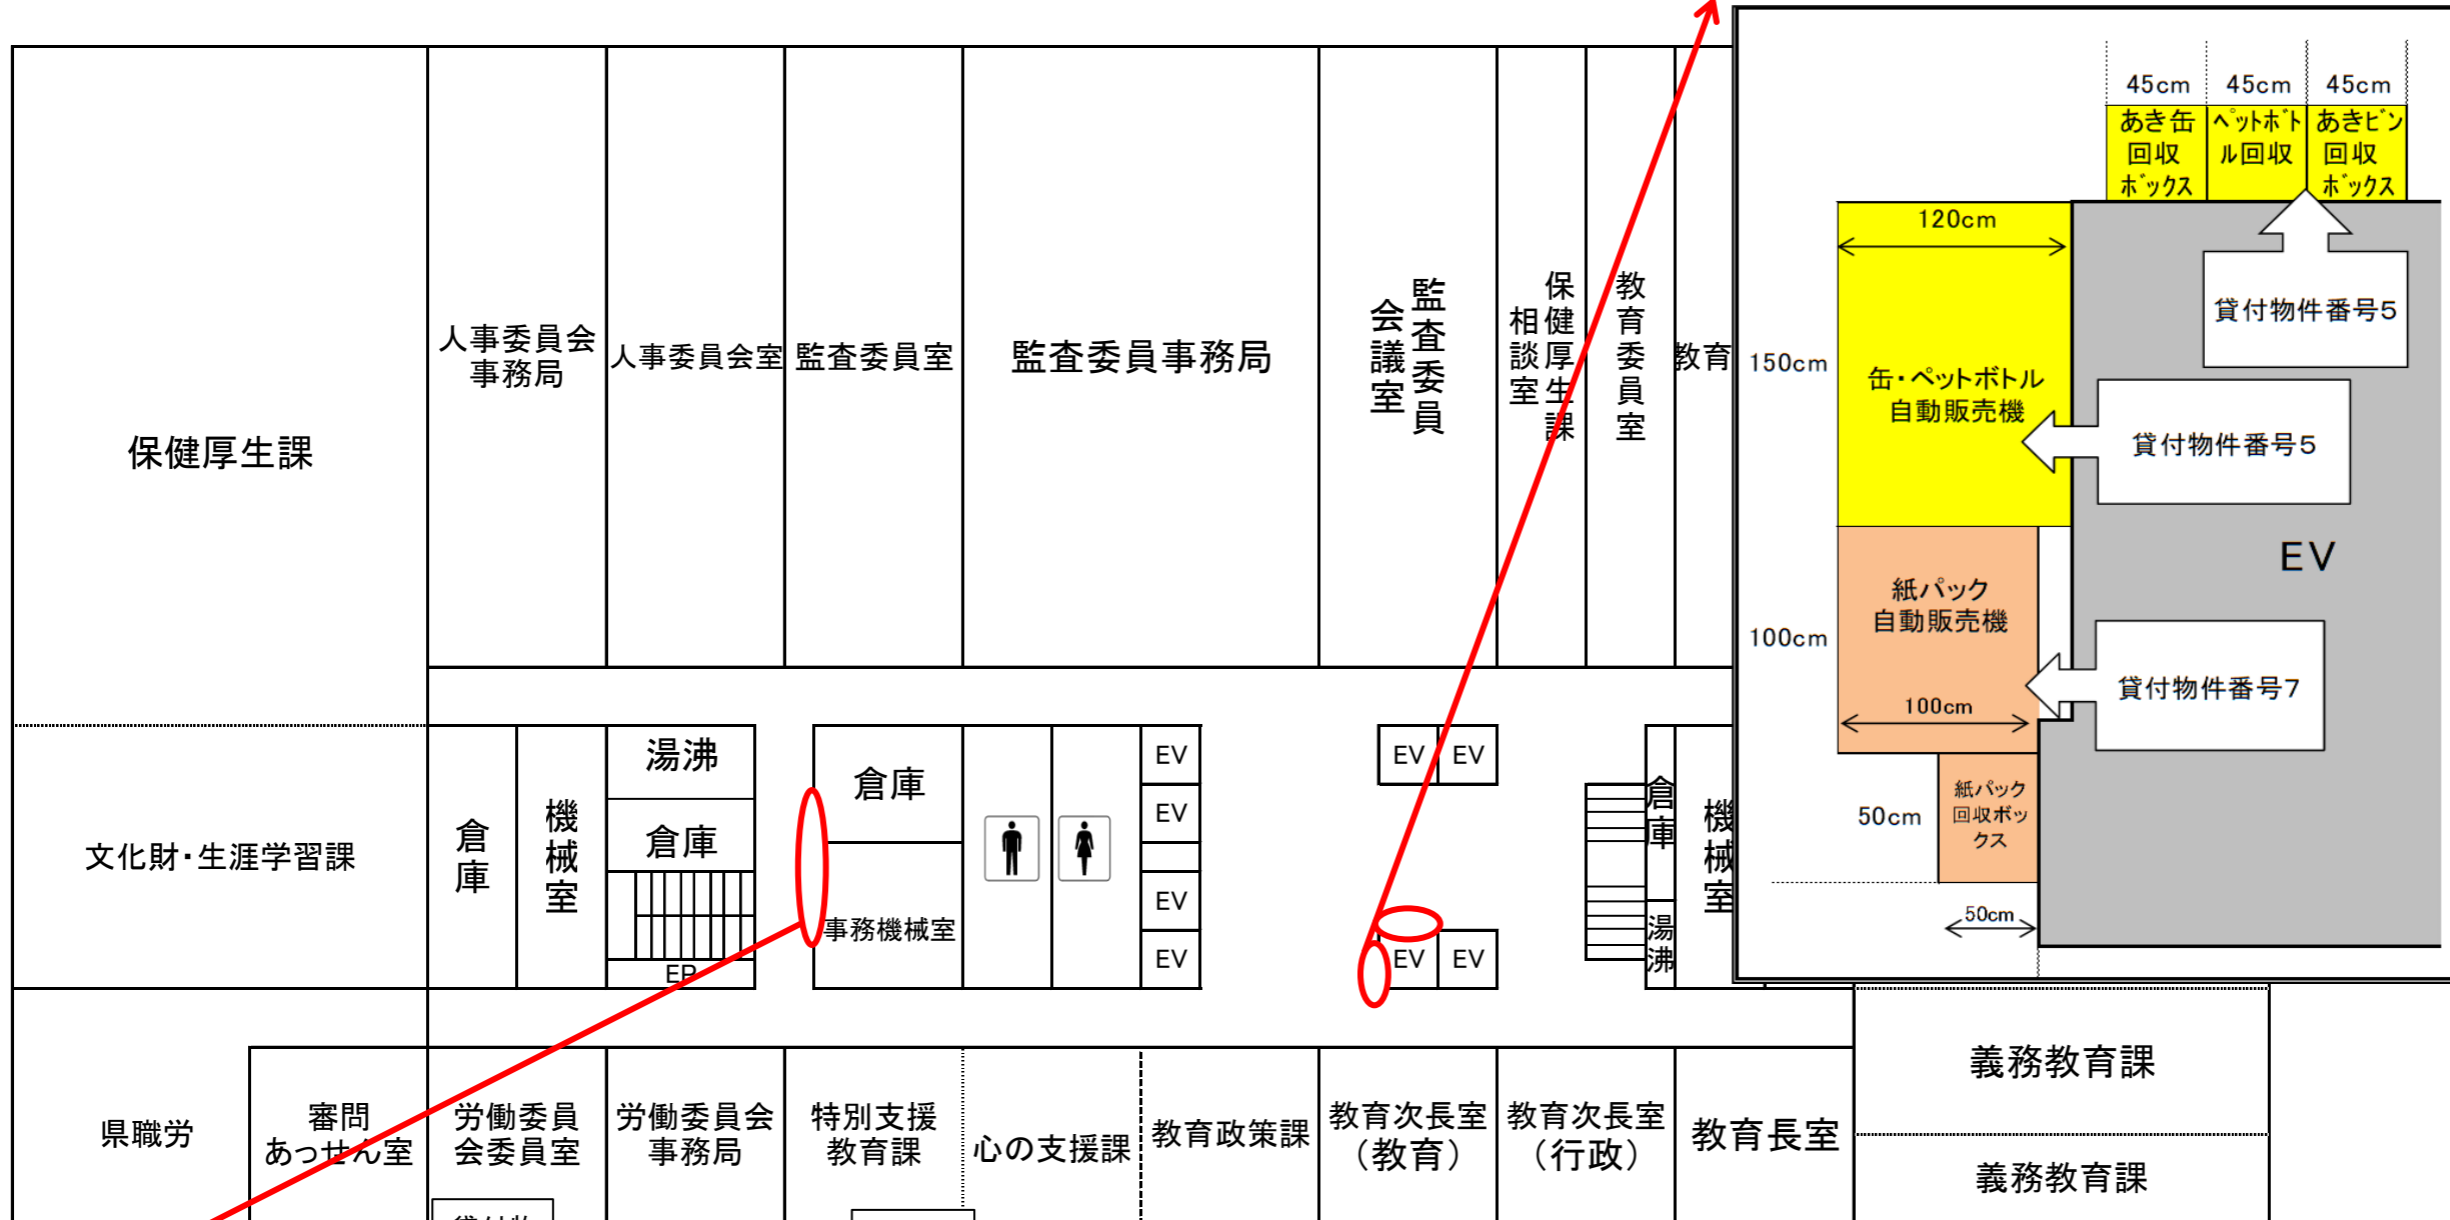 45cm
45cm
45cm
あき缶
回収
ボックス
ペットボト
ル回収
あきビン
回収
ボックス
120cm
貸付物件番号5
150cm
缶・ペットボトル
自動販売機
貸付物件番号5
EV
紙パック
自動販売機
100cm
貸付物件番号7
100cm
紙パック
回収ボッ
クス
50cm
50cm
保健厚生課
人事委員会
事務局
人事委員会室
監査委員室
監査委員事務局
監査委員
会議室
保健厚生課
相談室
教育委員室
教育
文化財・生涯学習課
倉庫
機械室
湯沸
倉庫
倉庫
事務機械室
EV
EV
EV
EV
EV
EV
EV
EV
倉庫
湯沸
機械室
県職労
審問
あっせん室
労働委員
会委員室
労働委員会
事務局
特別支援
教育課
心の支援課
教育政策課
教育次長室
（教育）
教育次長室
（行政）
教育長室
義務教育課
義務教育課